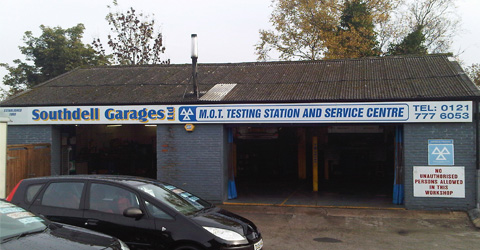 Southdell Garages Ltd
M.O.T. TESTING STATION AND SERVICE CENTRE
TEL: 0121
777 6053
NO
UNAUTHORISED
PERSONS ALLOWED
IN THIS
WORKSHOP